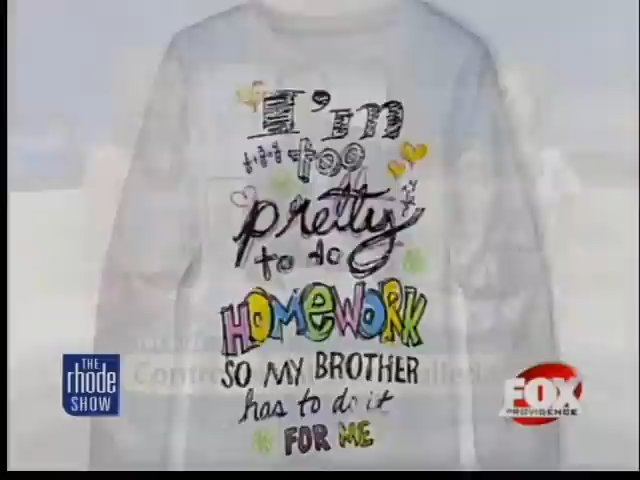 I'm
too
pretty
to do
HOMEWORK
SO MY BROTHER
has to do it
FOR ME
THE
rhode
SHOW
FOX
PROVIDENCE